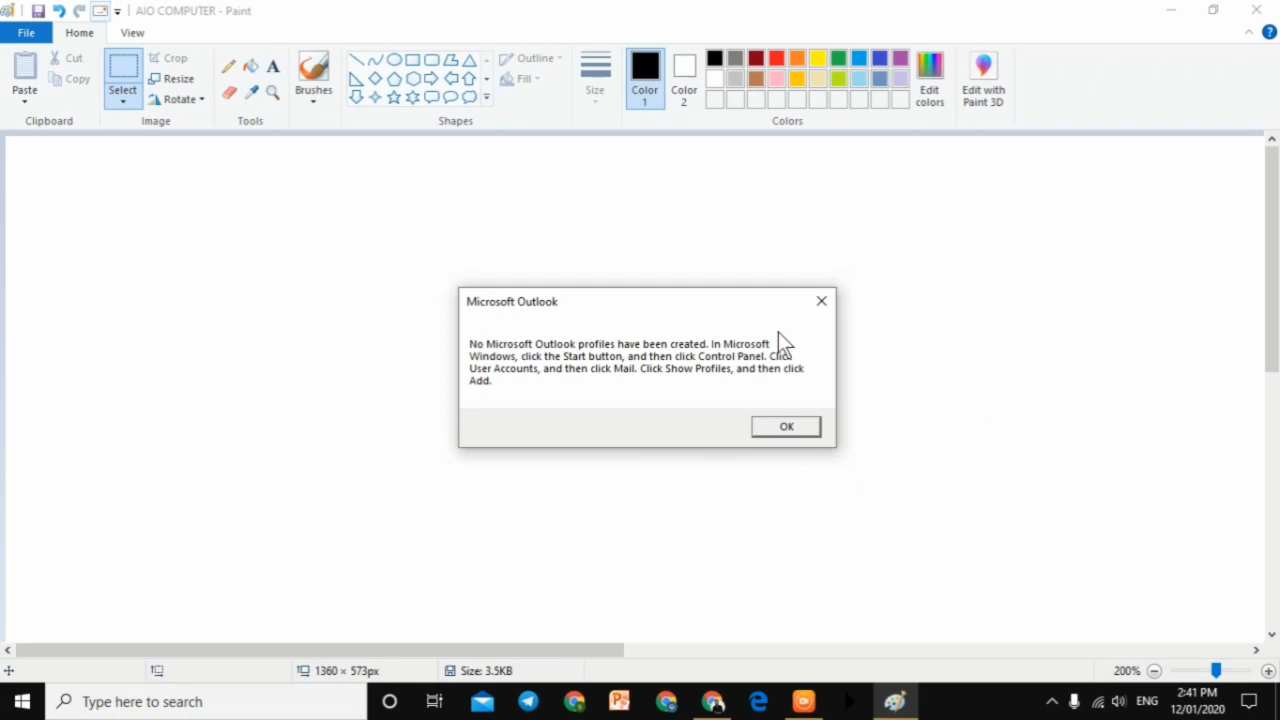 AIO COMPUTER - Paint
File
Home
View
Paste
Cut
Copy
Clipboard
Select
Crop
Resize
Rotate
Image
Tools
Brushes
Outline
Fill
Shapes
Size
Color
1
Color
2
Edit
colors
Colors
Edit with
Paint 3D
Microsoft Outlook
No Microsoft Outlook profiles have been created. In Microsoft
Windows, click the Start button, and then click Control Panel. Click
User Accounts, and then click Mail. Click Show Profiles, and then click
Add.
OK
1360 × 573px
Size: 3.5KB
200%
Type here to search
ENG
2:41 PM
12/01/2020